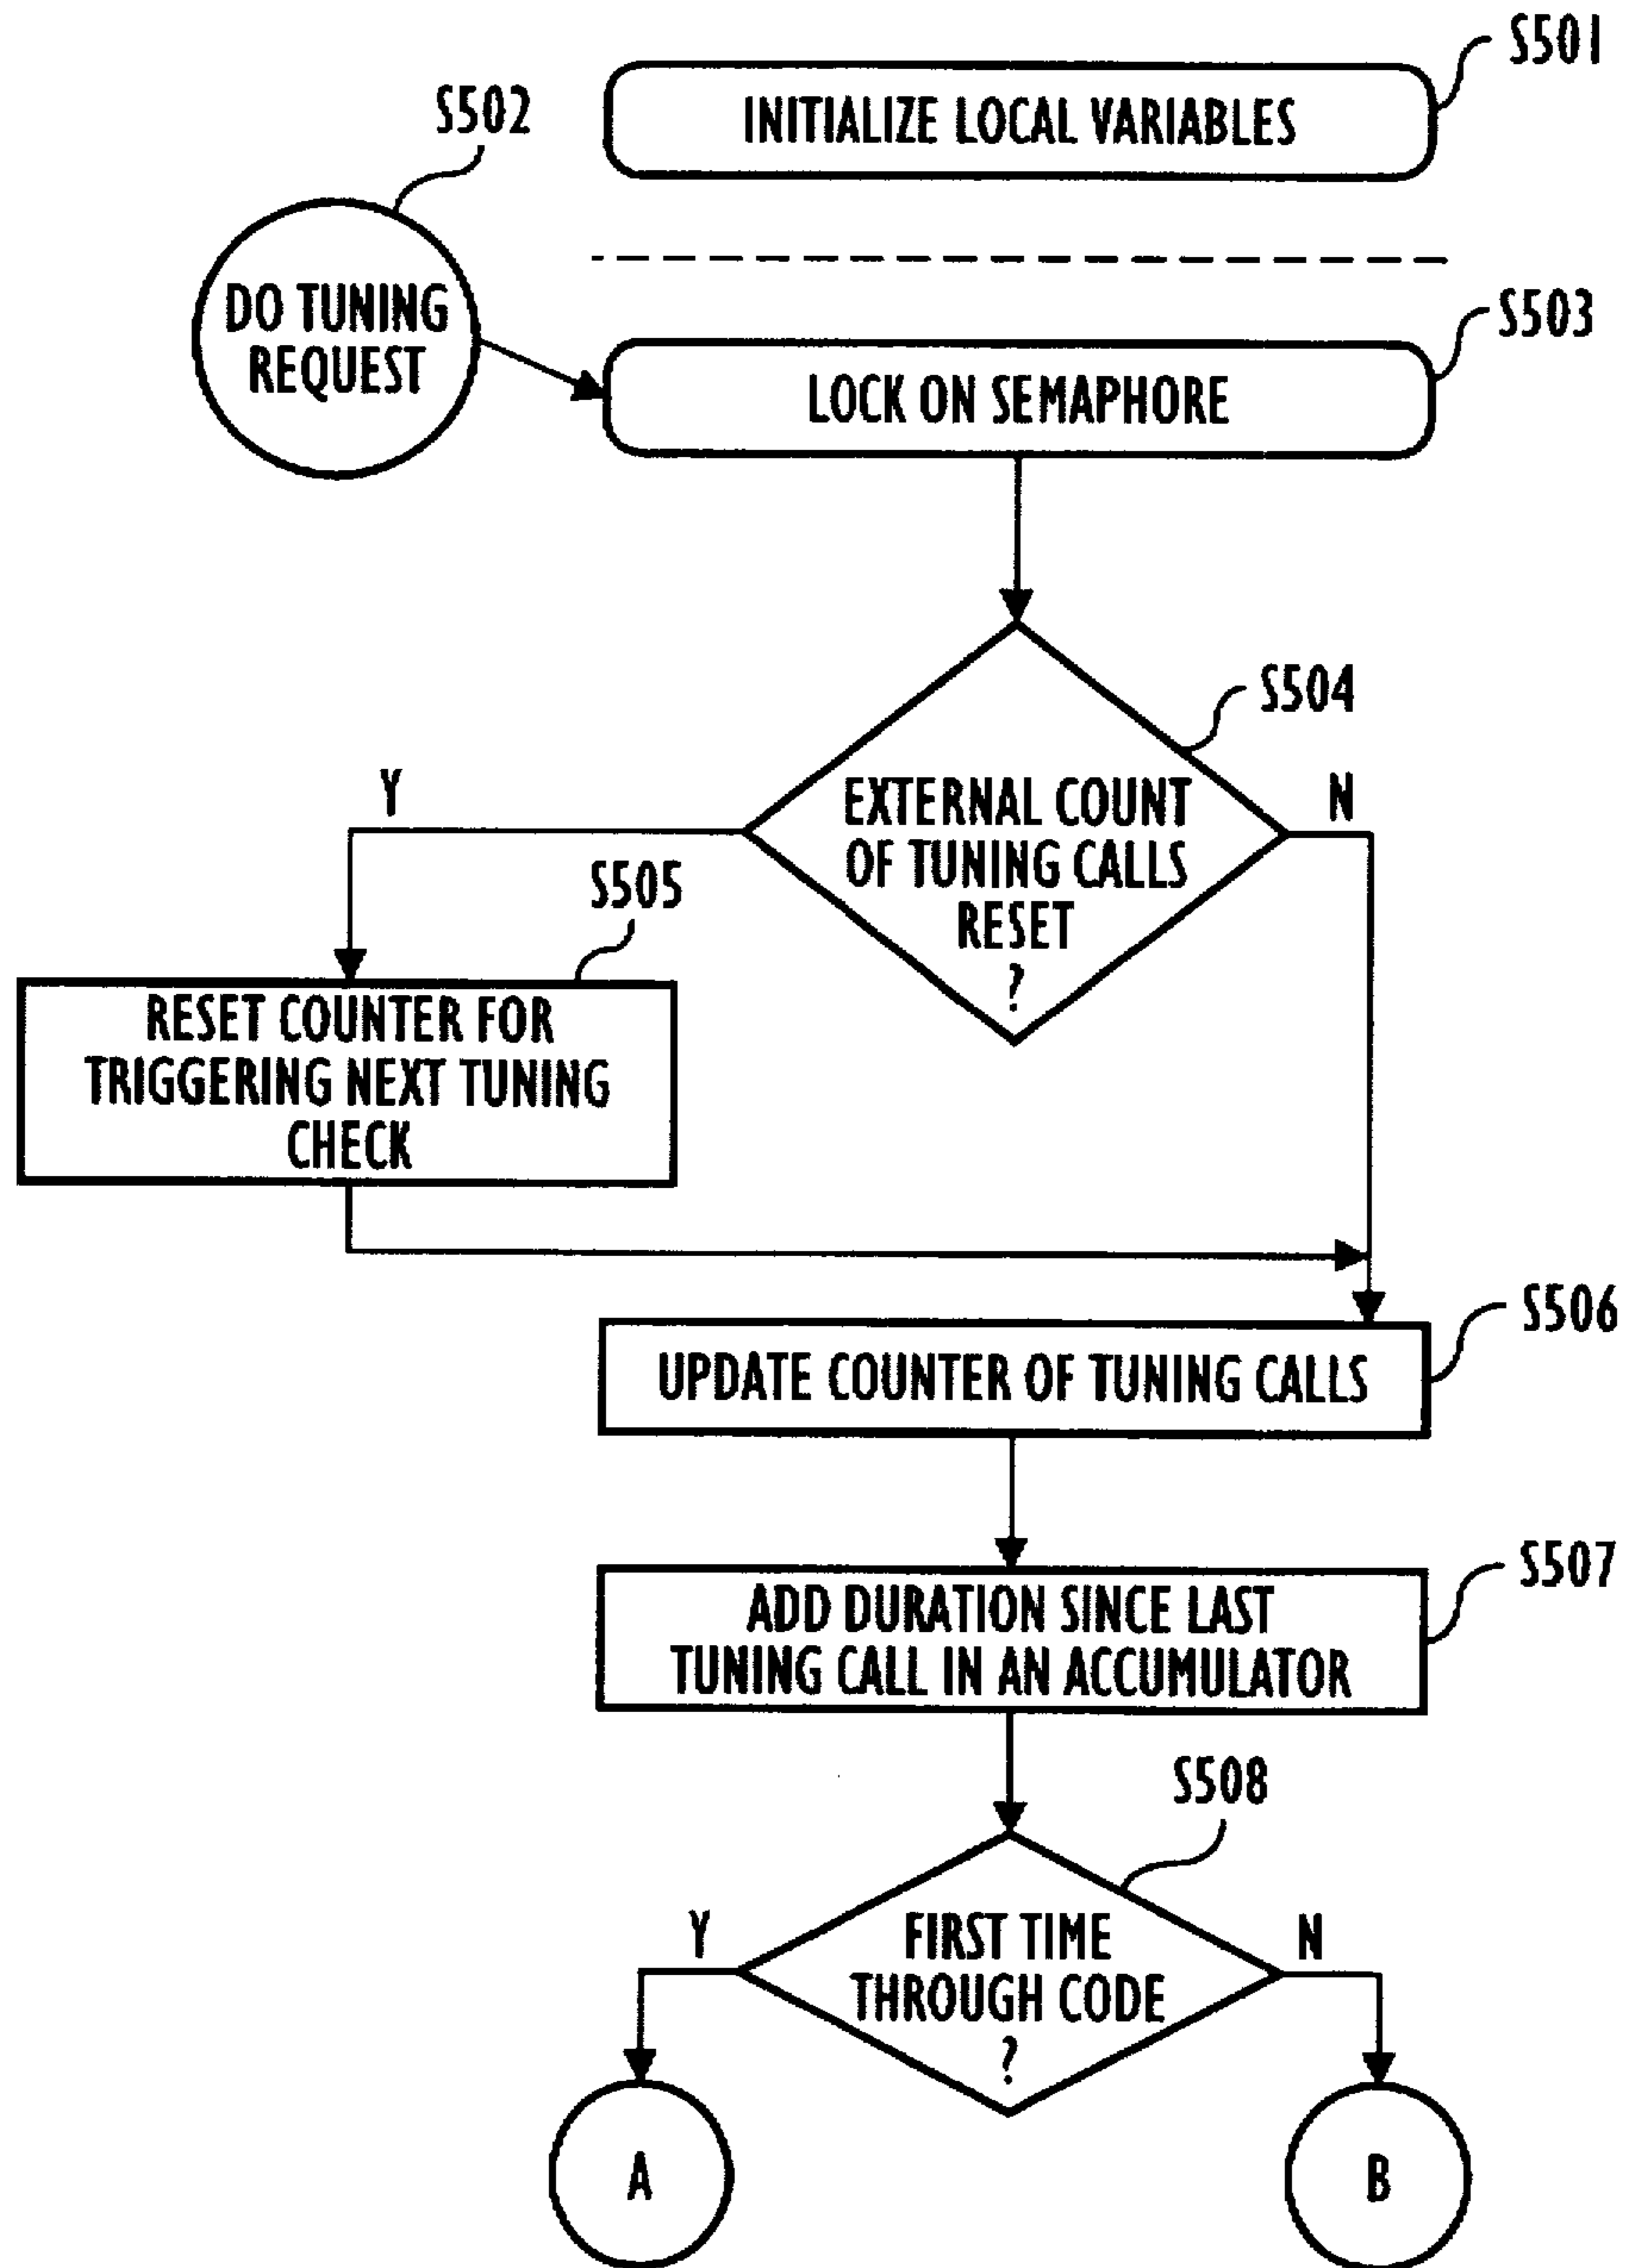 S501
INITIALIZE LOCAL VARIABLES
S502
DO TUNING
REQUEST
S503
LOCK ON SEMAPHORE
S504
EXTERNAL COUNT
OF TUNING CALLS
RESET
?
Y
N
S505
RESET COUNTER FOR
TRIGGERING NEXT TUNING
CHECK
S506
UPDATE COUNTER OF TUNING CALLS
S507
ADD DURATION SINCE LAST
TUNING CALL IN AN ACCUMULATOR
S508
FIRST TIME
THROUGH CODE
?
Y
N
A
B